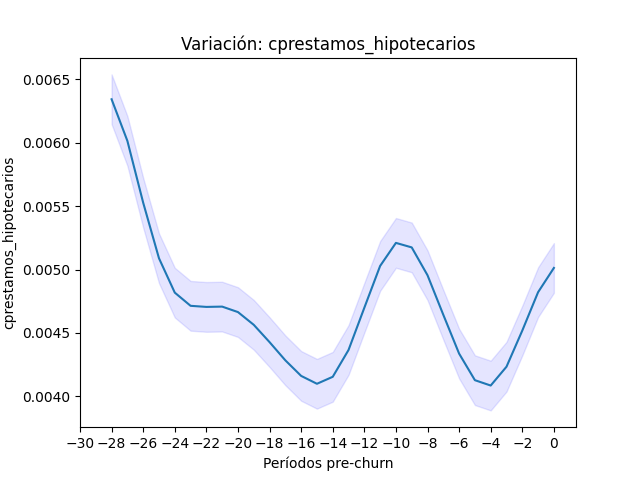 Variación: cprestamos_hipotecarios
cprestamos_hipotecarios
0.0065
0.0060
0.0055
0.0050
0.0045
0.0040
−30 −28 −26 −24 −22 −20 −18 −16 −14 −12 −10 −8 −6 −4 −2 0
Períodos pre-churn